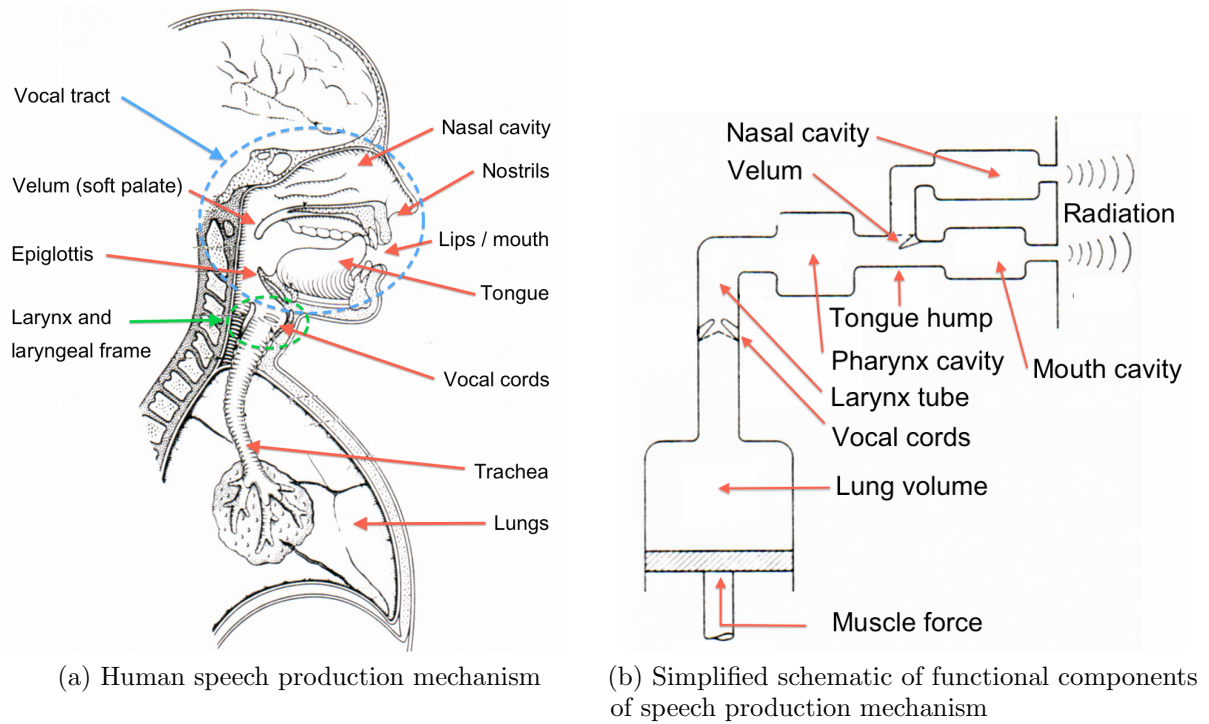 Vocal tract
Velum (soft palate)
Epiglottis
Larynx and
laryngeal frame
Nasal cavity
Nostrils
Lips / mouth
Tongue
Vocal cords
Trachea
Lungs
(a) Human speech production mechanism
Nasal cavity
Velum
Radiation
Tongue hump
Pharynx cavity
Mouth cavity
Larynx tube
Vocal cords
Lung volume
Muscle force
(b) Simplified schematic of functional components
of speech production mechanism